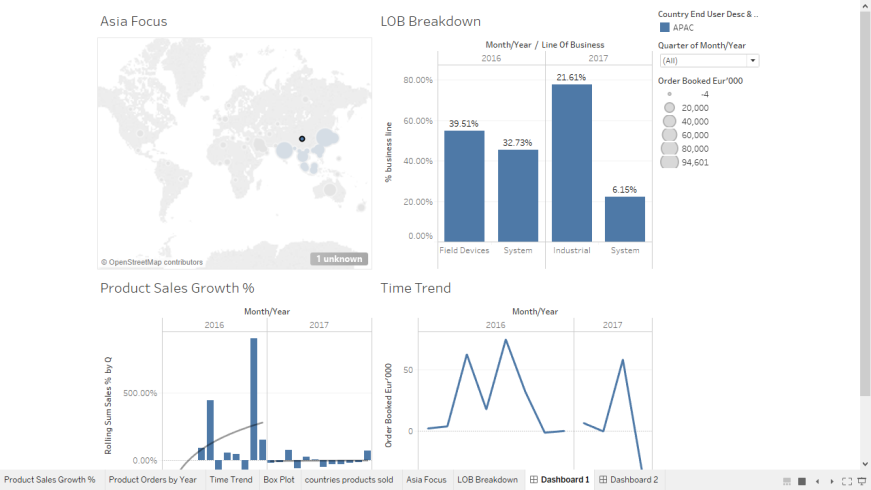 Asia Focus
© OpenStreetMap contributors
1 unknown
LOB Breakdown
Month/Year / Line Of Business
2016
2017
% business line
80.00%
60.00%
40.00%
20.00%
0.00%
39.51%
32.73%
21.61%
6.15%
Field Devices
System
Industrial
System
Country End User Desc & ..
APAC
Quarter of Month/Year
(All)
Order Booked Eur'000
-4
20,000
40,000
60,000
80,000
94,601
Product Sales Growth %
Month/Year
2016
2017
Rolling Sum Sales % by Q
500.00%
0.00%
Time Trend
Month/Year
2016
2017
Order Booked Eur'000
50
0
Product Sales Growth %
Product Orders by Year
Time Trend
Box Plot
countries products sold
Asia Focus
LOB Breakdown
Dashboard 1
Dashboard 2